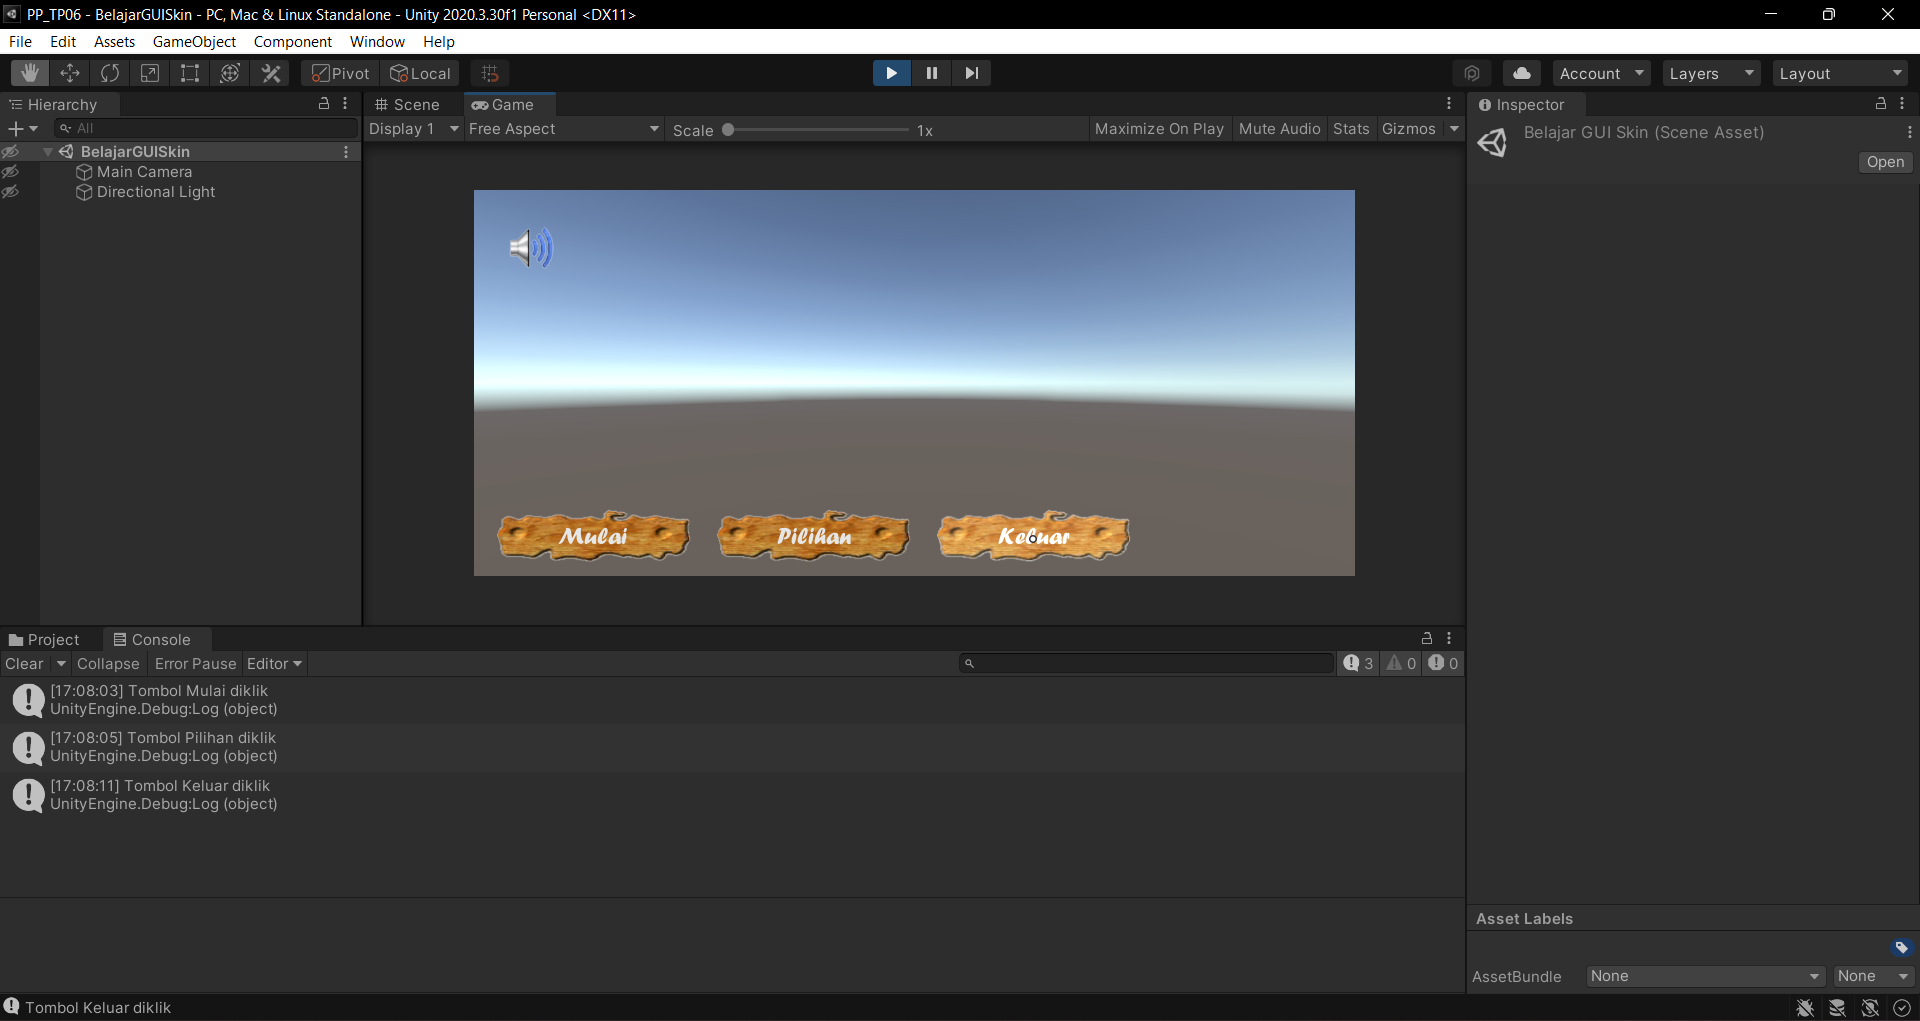 PP_TP06 - BelajarGUISkin - PC, Mac & Linux Standalone - Unity 2020.3.30f1 Personal <DX11>
File Edit Assets GameObject Component Window Help
Pivot Local
Account Layers Layout
Hierarchy
All
BelajarGUISkin
Main Camera
Directional Light
Scene Game
Display 1 Free Aspect Scale 1x Maximize On Play Mute Audio Stats Gizmos
Mulai Pilihan Keluar
Inspector
Belajar GUI Skin (Scene Asset)
Open
Project Console
Clear Collapse Error Pause Editor 3 0 0
[17:08:03] Tombol Mulai diklik
UnityEngine.Debug:Log (object)
[17:08:05] Tombol Pilihan diklik
UnityEngine.Debug:Log (object)
[17:08:11] Tombol Keluar diklik
UnityEngine.Debug:Log (object)
Asset Labels
AssetBundle None None
Tombol Keluar diklik